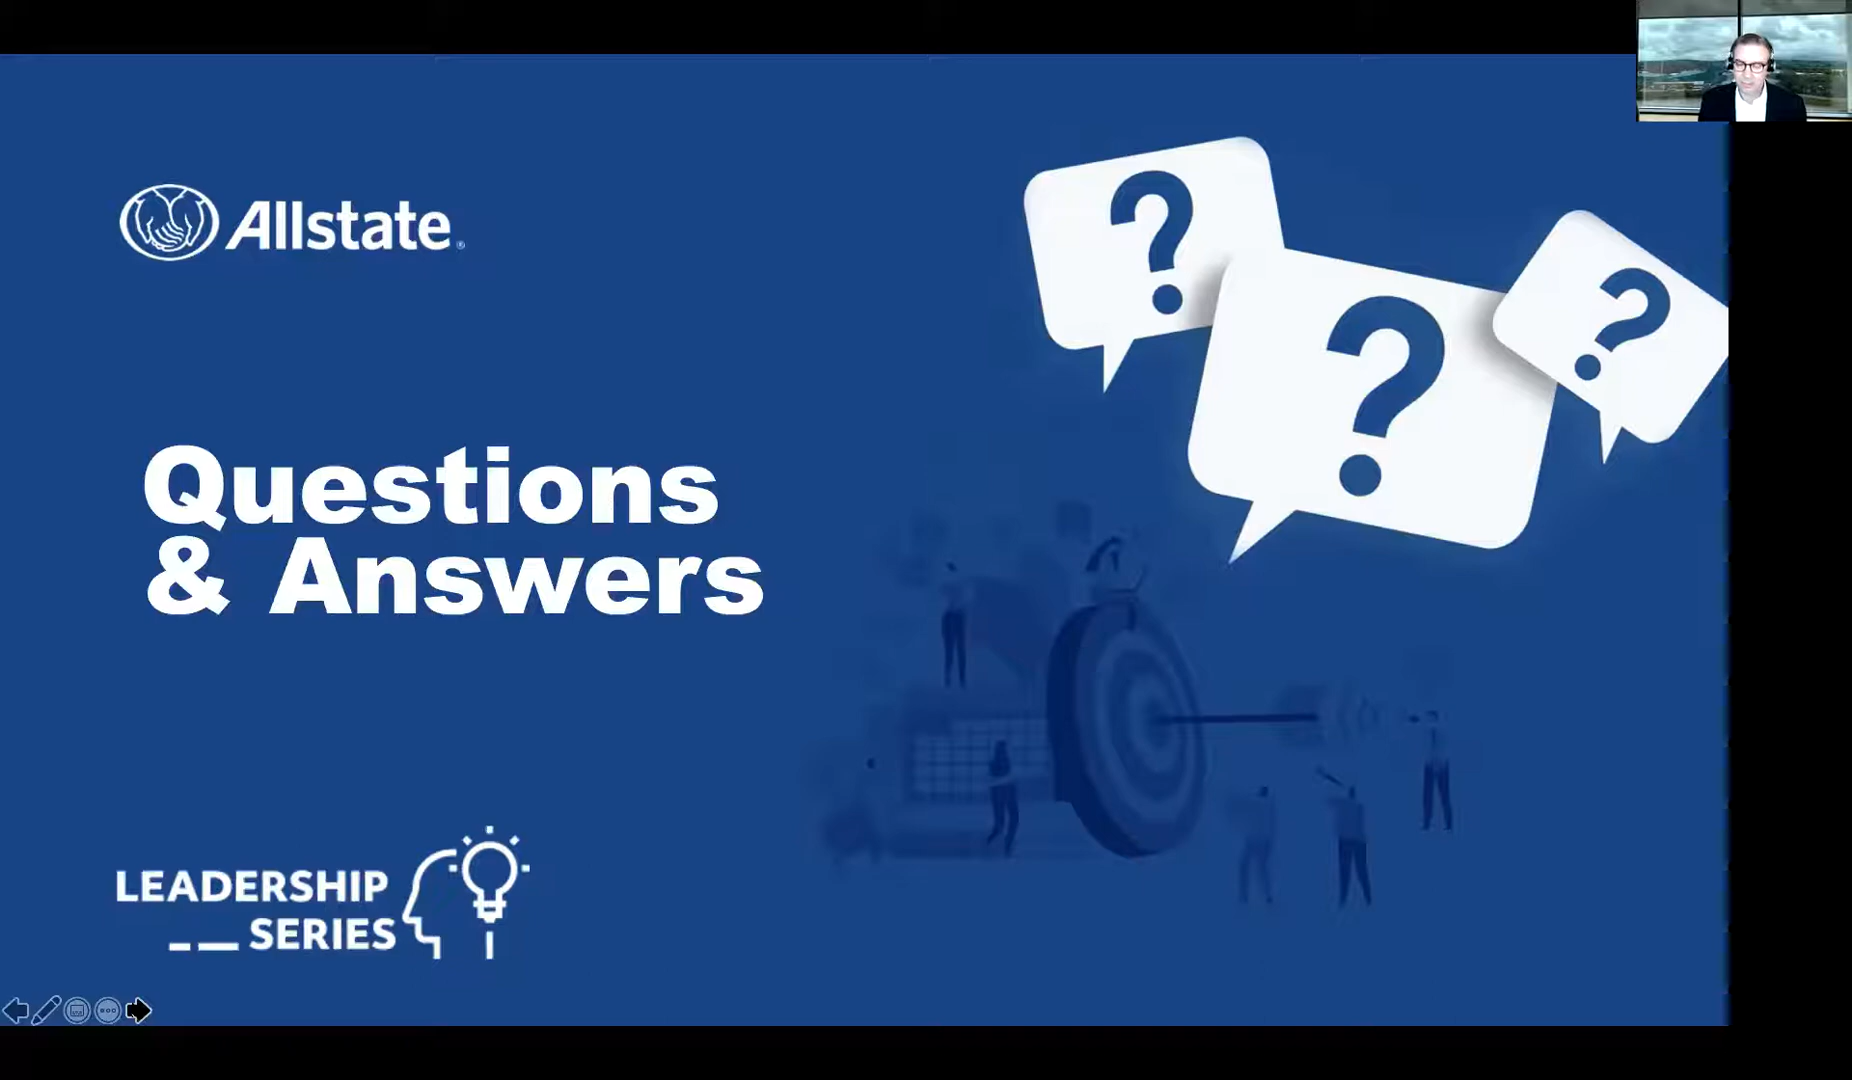 Allstate®
Questions
& Answers
LEADERSHIP
SERIES
?
?
?